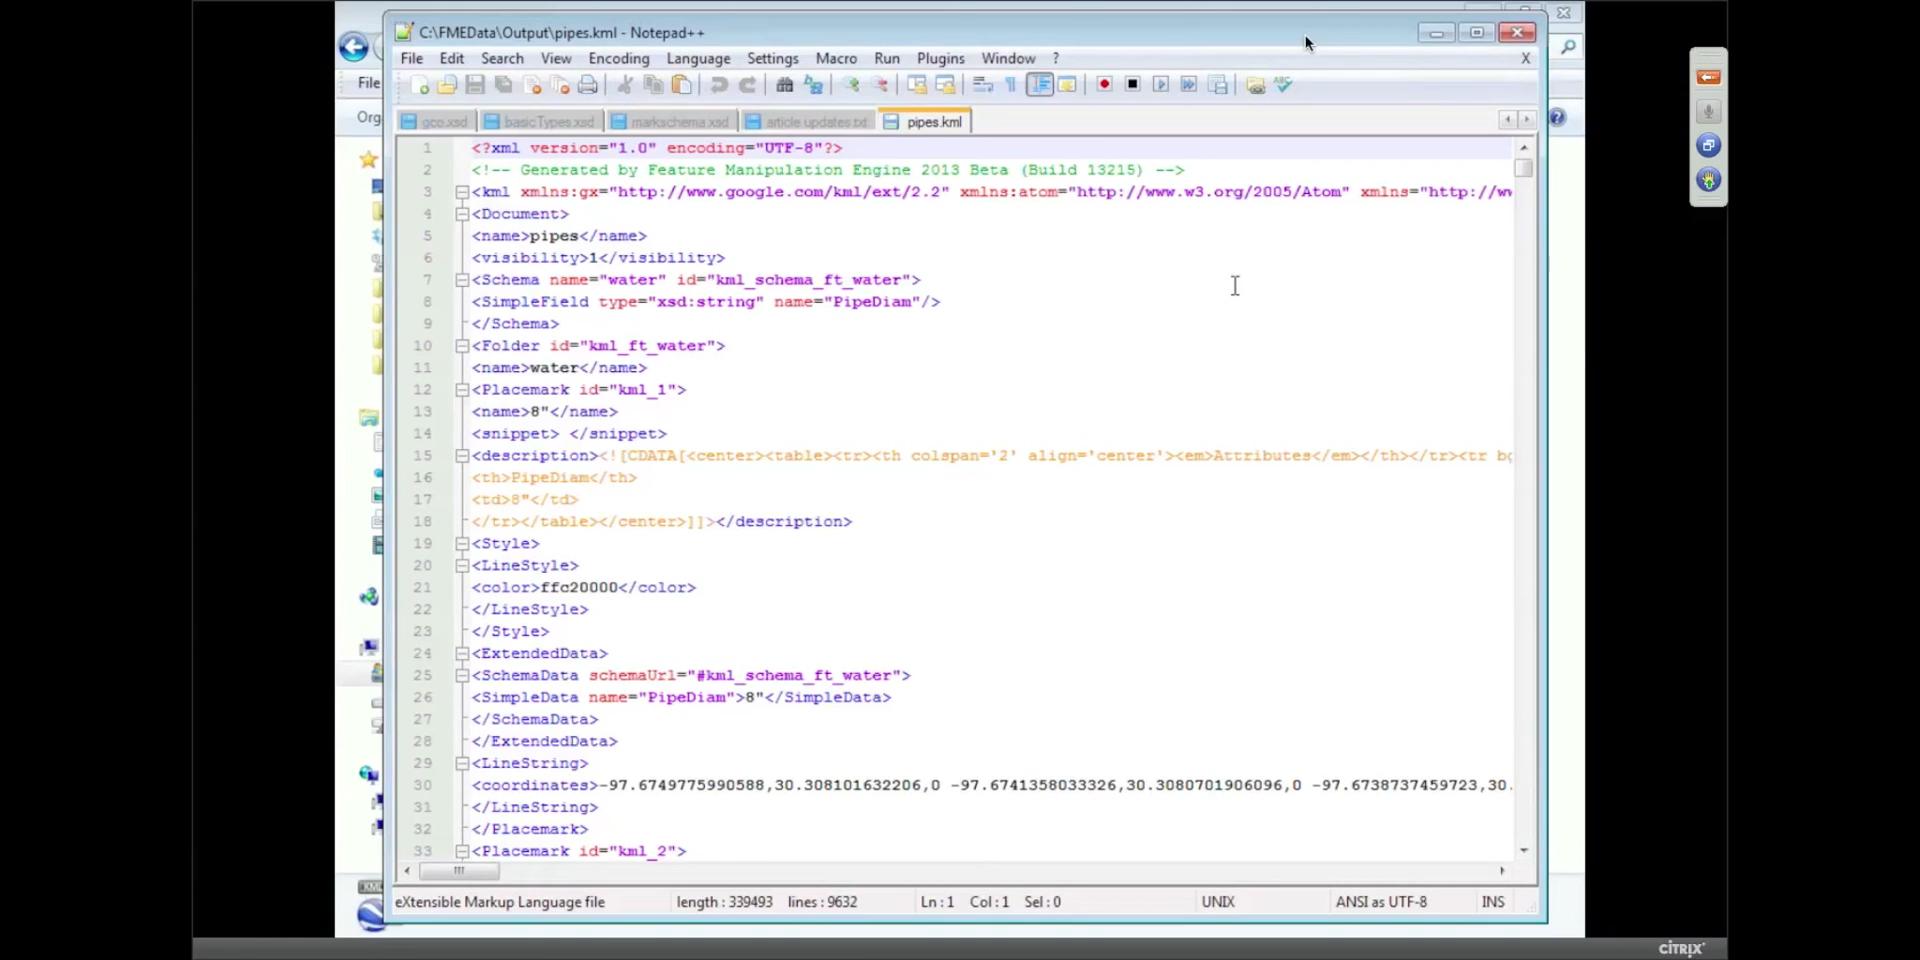 C:\FMEData\Output\pipes.kml - Notepad++
File Edit Search View Settings Encoding Language Settings Macro Run Plugins Window ? X
File
Org
gco.xsd basicTypes.xsd markschema.xsd article updates.txt pipes.kml
1 <?xml version="1.0" encoding="UTF-8"?>
2 <!-- Generated by Feature Manipulation Engine 2013 Beta (Build 13215) -->
3 <kml xmlns:gx="http://www.google.com/kml/ext/2.2" xmlns:atom="http://www.w3.org/2005/Atom" xmlns="http://ww
4 <Document>
5 <name>pipes</name>
6 <visibility>1</visibility>
7 <Schema name="water" id="kml_schema_ft_water">
8 <SimpleField type="xsd:string" name="PipeDiam"/>
9 </Schema>
10 <Folder id="kml_ft_water">
11 <name>water</name>
12 <Placemark id="kml_1">
13 <name>8"</name>
14 <snippet> </snippet>
15 <description><![CDATA[<center><table><tr><th colspan='2' align='center'><em>Attributes</em></th></tr><tr bg
16 <th>PipeDiam</th>
17 <td>8"</td>
18 </tr></table></center>]]></description>
19 <Style>
20 <LineStyle>
21 <color>ffc20000</color>
22 </LineStyle>
23 </Style>
24 <ExtendedData>
25 <SchemaData schemaUrl="#kml_schema_ft_water">
26 <SimpleData name="PipeDiam">8"</SimpleData>
27 </SchemaData>
28 </ExtendedData>
29 <LineString>
30 <coordinates>-97.6749775990588,30.308101632206,0 -97.6741358033326,30.3080701906096,0 -97.6738737459723,30.
31 </LineString>
32 </Placemark>
33 <Placemark id="kml_2">
eXtensible Markup Language file length : 339493 lines : 9632 Ln : 1 Col : 1 Sel : 0 UNIX ANSI as UTF-8 INS
CITRIX